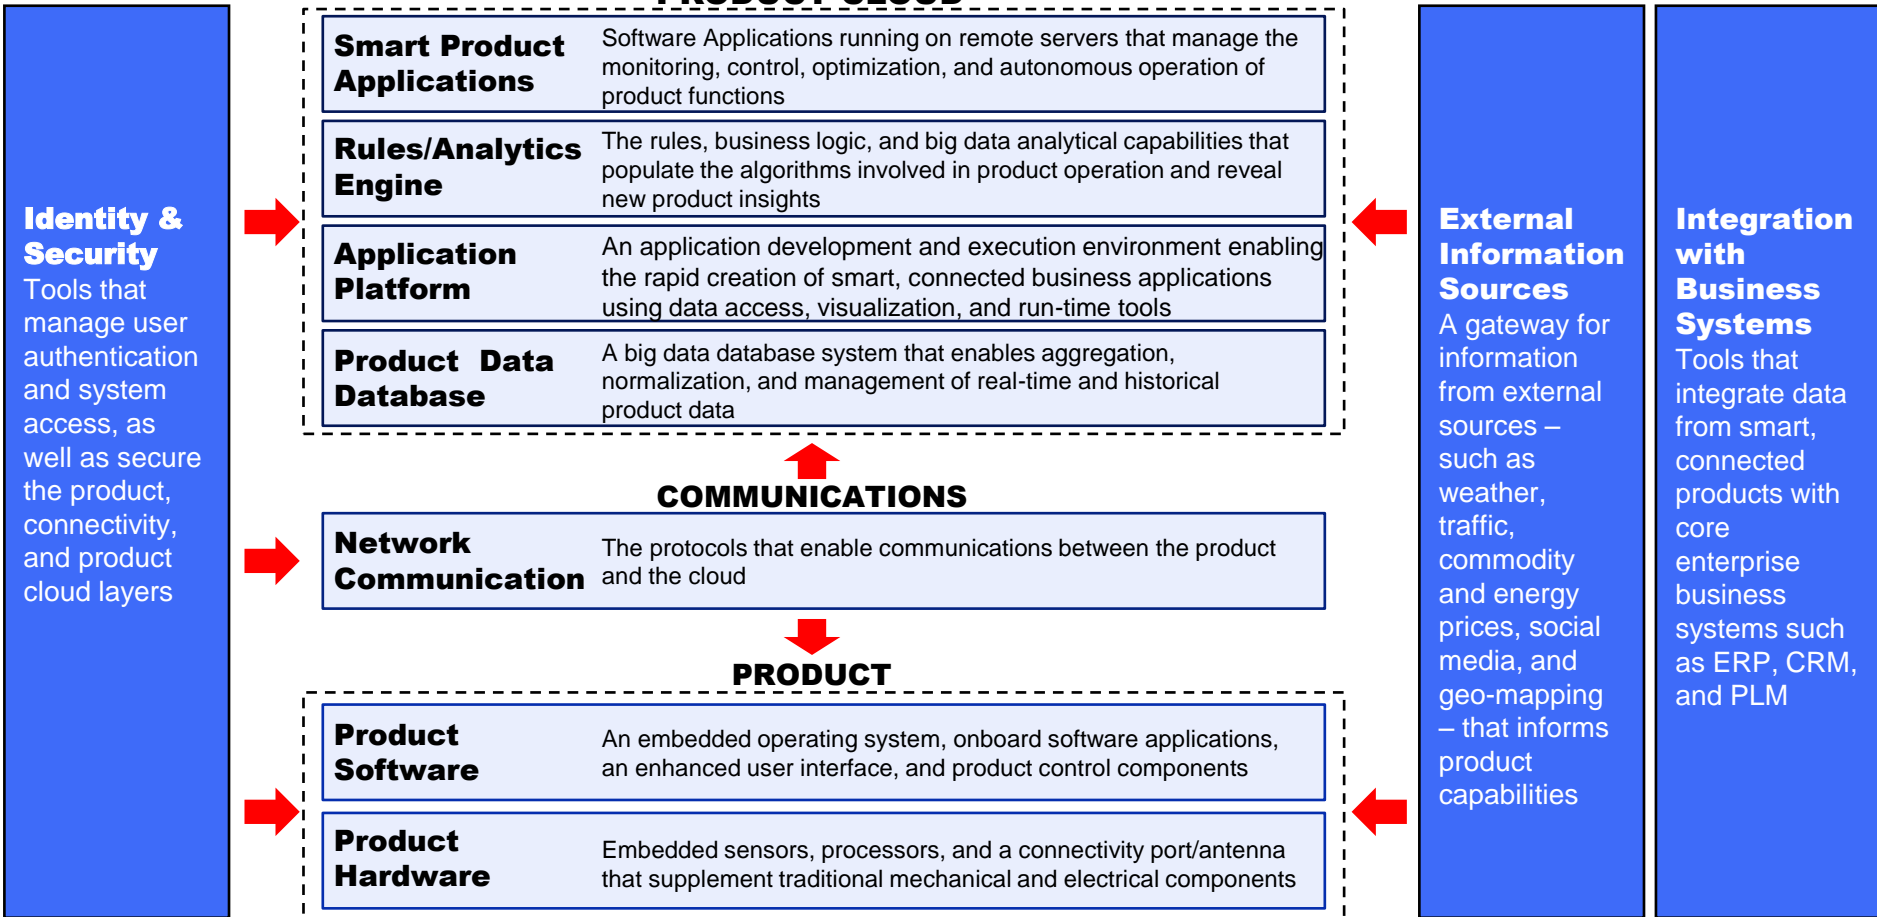 PRODUCT CLOUD
Smart Product
Applications
Software Applications running on remote servers that manage the
monitoring, control, optimization, and autonomous operation of
product functions
Rules/Analytics
Engine
The rules, business logic, and big data analytical capabilities that
populate the algorithms involved in product operation and reveal
new product insights
Application
Platform
An application development and execution environment enabling
the rapid creation of smart, connected business applications
using data access, visualization, and run-time tools
Product Data
Database
A big data database system that enables aggregation,
normalization, and management of real-time and historical
product data
COMMUNICATIONS
Network
Communication
The protocols that enable communications between the product
and the cloud
PRODUCT
Product
Software
An embedded operating system, onboard software applications,
an enhanced user interface, and product control components
Product
Hardware
Embedded sensors, processors, and a connectivity port/antenna
that supplement traditional mechanical and electrical components
Identity &
Security
Tools that
manage user
authentication
and system
access, as
well as secure
the product,
connectivity,
and product
cloud layers
External
Information
Sources
A gateway for
information
from external
sources –
such as
weather,
traffic,
commodity
and energy
prices, social
media, and
geo-mapping
– that informs
product
capabilities
Integration
with
Business
Systems
Tools that
integrate data
from smart,
connected
products with
core
enterprise
business
systems such
as ERP, CRM,
and PLM